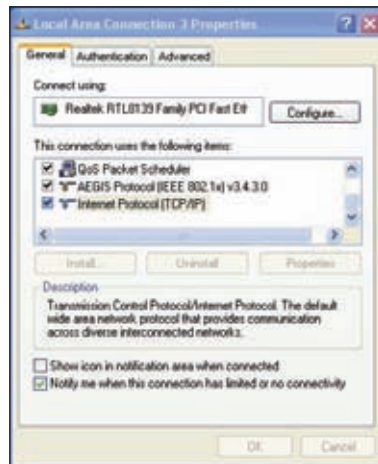 Local Area Connection 3 Properties
General Authentication Advanced
Connect using:
Realtek RTL8139 Family PCI Fast Eth
Configure...
This connection uses the following items:
QoS Packet Scheduler
AEGIS Protocol (IEEE 802.1x) v3.4.3.0
Internet Protocol (TCP/IP)
Install... Uninstall Properties
Description
Transmission Control Protocol/Internet Protocol. The default
wide area network protocol that provides communication
across diverse interconnected networks.
Show icon in notification area when connected
Notify me when this connection has limited or no connectivity
OK Cancel